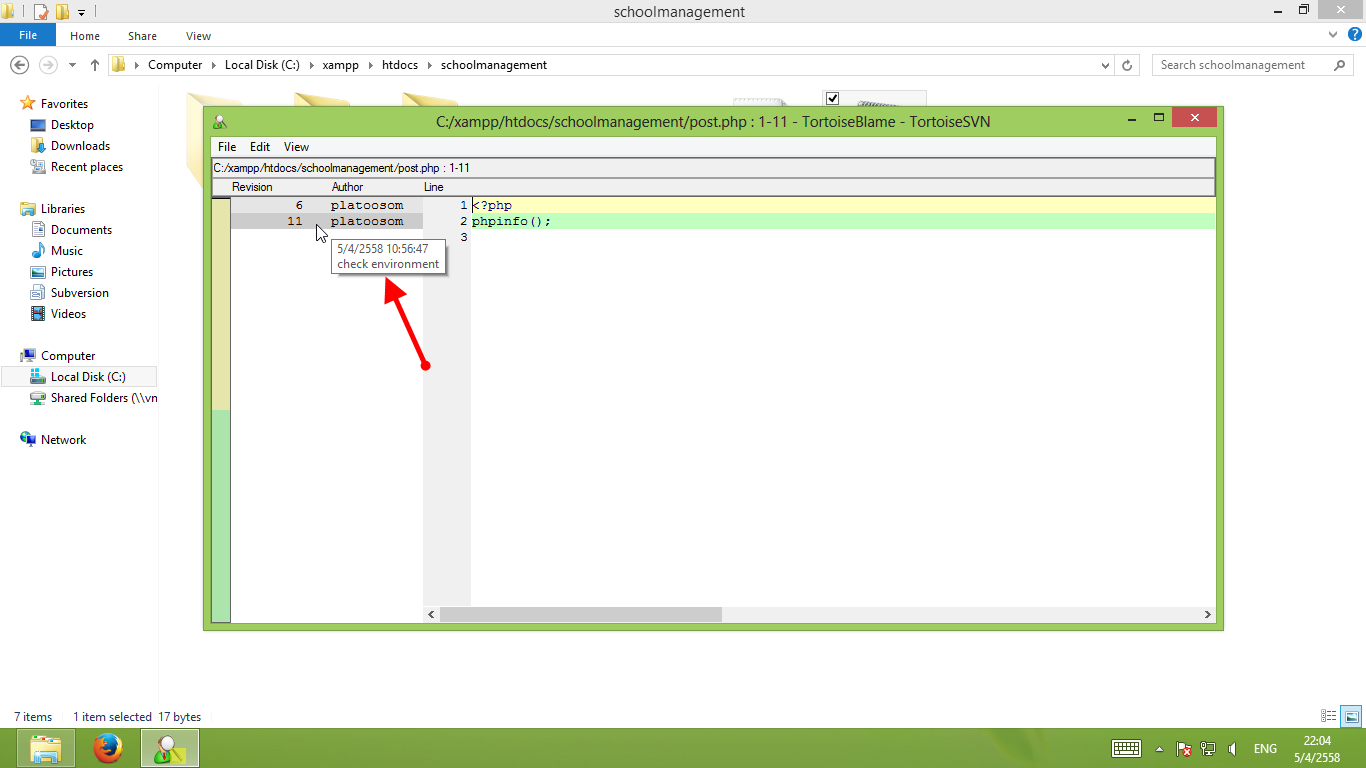 schoolmanagement
File Home Share View
Computer Local Disk (C:) xampp htdocs schoolmanagement
Search schoolmanagement
Favorites
Desktop
Downloads
Recent places
Libraries
Documents
Music
Pictures
Subversion
Videos
Computer
Local Disk (C:)
Shared Folders (\\vn
Network
C:/xampp/htdocs/schoolmanagement/post.php : 1-11 - TortoiseBlame - TortoiseSVN
File Edit View
C:/xampp/htdocs/schoolmanagement/post.php : 1-11
Revision Author Line
6 platoosom 1 <?php
11 platoosom 2 phpinfo();
3
5/4/2558 10:56:47
check environment
7 items 1 item selected 17 bytes
ENG
22:04
5/4/2558